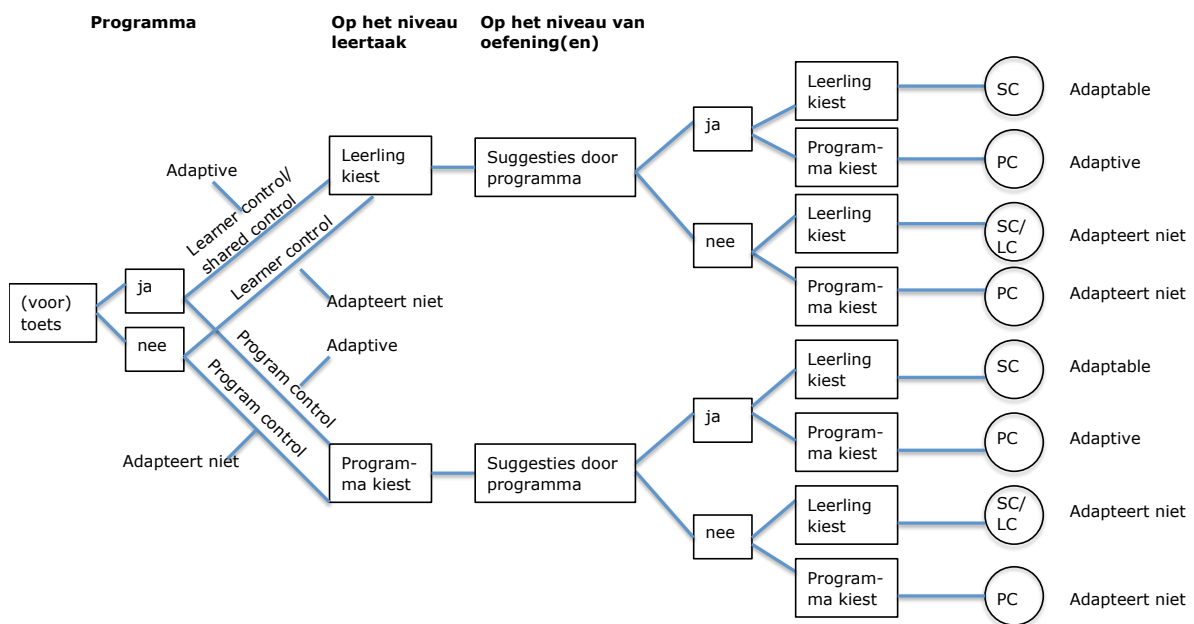 Programma
Op het niveau
leertaak
Op het niveau van
oefening(en)
(voor)
toets
ja
nee
Adaptive
Learner control/
shared control
Learner control
Adapteert niet
Adaptive
Program control
Program control
Adapteert niet
Leerling
kiest
Suggesties door
programma
ja
Leerling
kiest
SC
Adaptable
Program-
ma kiest
PC
Adaptive
nee
Leerling
kiest
SC/
LC
Adapteert niet
Program-
ma kiest
PC
Adapteert niet
Program-
ma kiest
Suggesties door
programma
ja
Leerling
kiest
SC
Adaptable
Program-
ma kiest
PC
Adaptive
nee
Leerling
kiest
SC/
LC
Adapteert niet
Program-
ma kiest
PC
Adapteert niet